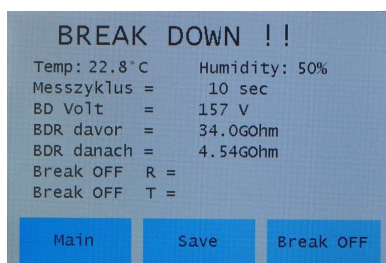 BREAK DOWN !!
Temp: 22.8°C Humidity: 50%
Messzyklus = 10 sec
BD Volt = 157 V
BDR davor = 34.0GOhm
BDR danach = 4.54GOhm
Break OFF R =
Break OFF T =
Main Save Break OFF